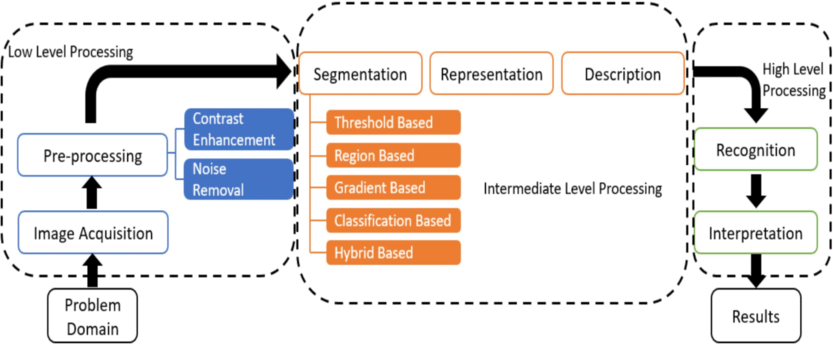 Low Level Processing
Pre-processing
Contrast
Enhancement
Noise
Removal
Image Acquisition
Problem
Domain
Segmentation
Representation
Description
Threshold Based
Region Based
Gradient Based
Classification Based
Hybrid Based
Intermediate Level Processing
High Level
Processing
Recognition
Interpretation
Results